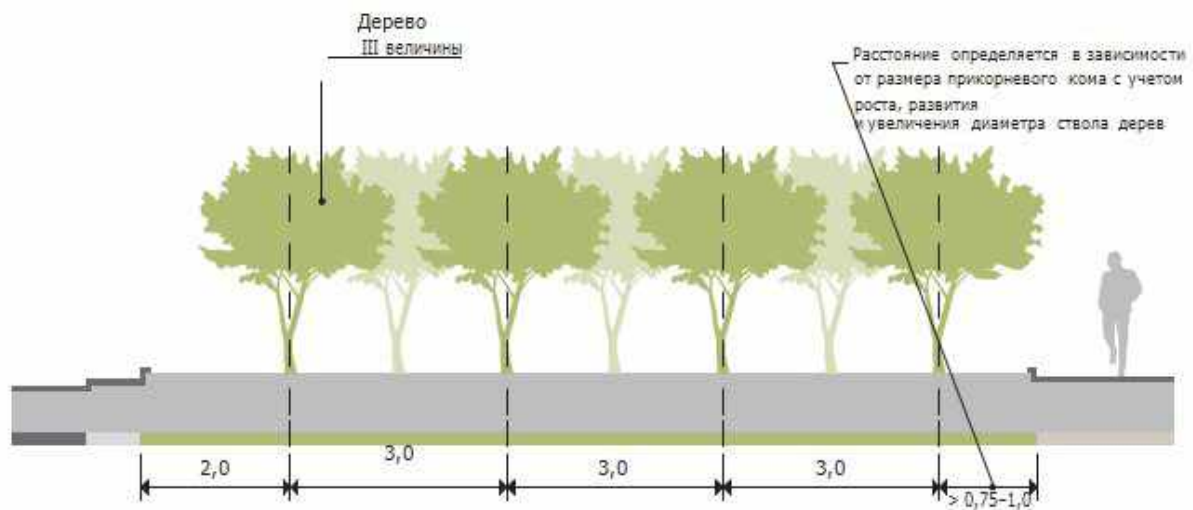 Дерево
III величины
Расстояние определяется в зависимости
от размера прикорневого кома с учетом
роста, развития
и увеличения диаметра ствола дерев
2,0
3,0
3,0
3,0
> 0,75-1,0